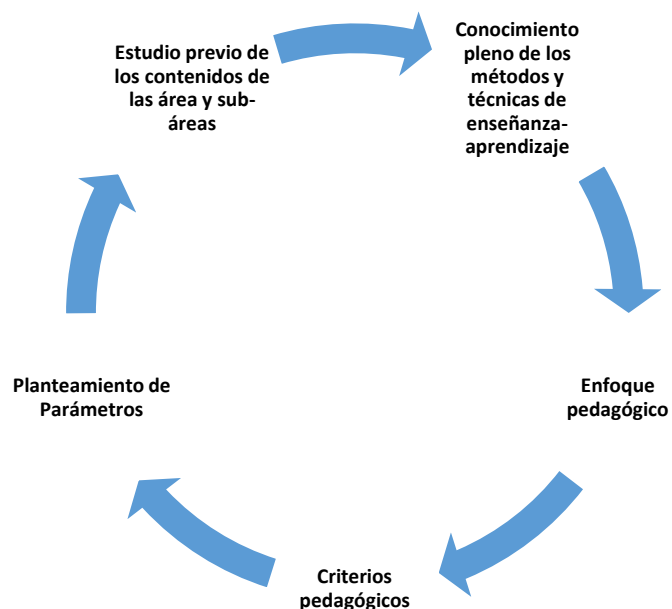 Estudio previo de
los contenidos de
las área y sub-
áreas
Conocimiento
pleno de los
métodos y
técnicas de
enseñanza-
aprendizaje
Enfoque
pedagógico
Criterios
pedagógicos
Planteamiento de
Parámetros